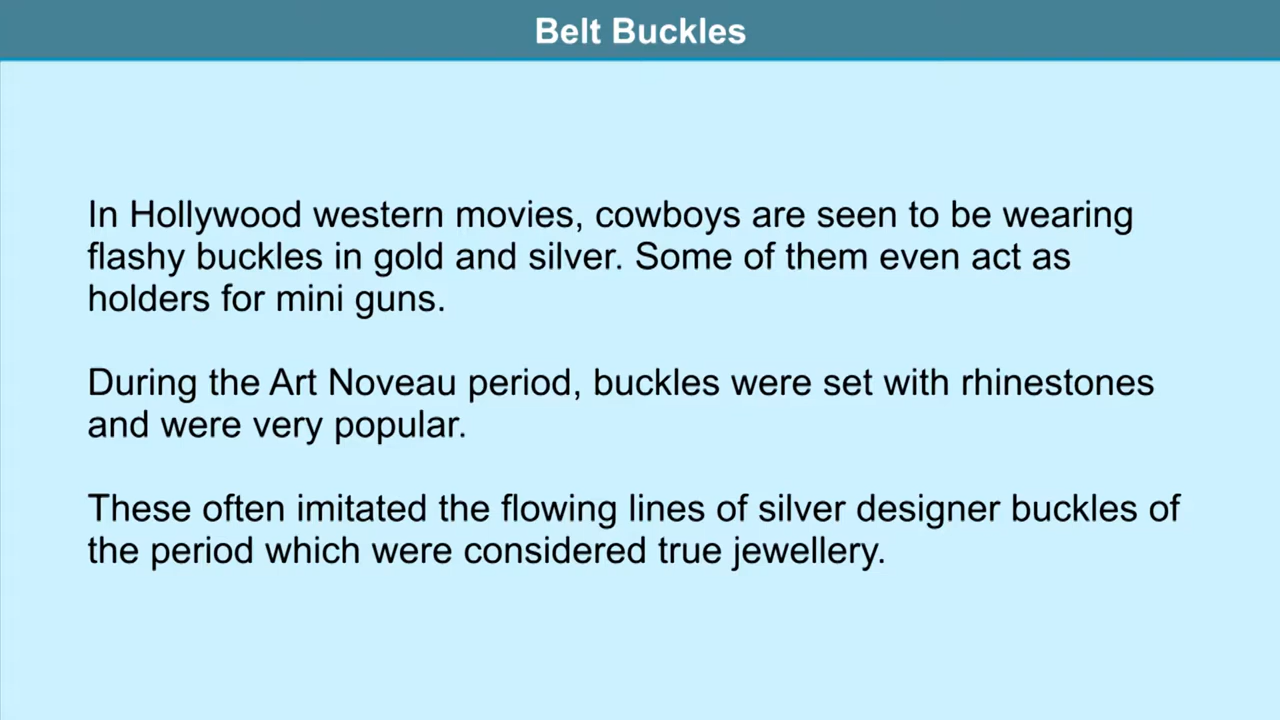 Belt Buckles
In Hollywood western movies, cowboys are seen to be wearing
flashy buckles in gold and silver. Some of them even act as
holders for mini guns.
During the Art Noveau period, buckles were set with rhinestones
and were very popular.
These often imitated the flowing lines of silver designer buckles of
the period which were considered true jewellery.